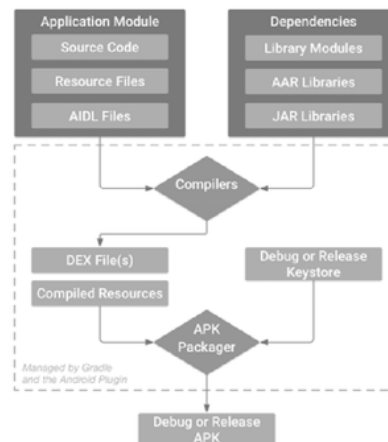 Application Module
Source Code
Resource Files
AIDL Files
Dependencies
Library Modules
AAR Libraries
JAR Libraries
Compilers
DEX File(s)
Compiled Resources
Debug or Release
Keystore
APK
Packager
Managed by Gradle
and the Android Plugin
Debug or Release
APK